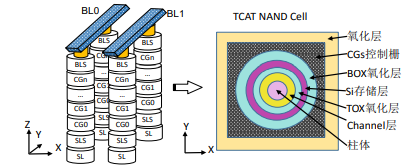 BL0
BL1
BLS
BLS
CGn
CGn
...
...
CG1
CG1
CG0
CG0
SL
SL
Z
Y
X
TCAT NAND Cell
Y
X
氧化层
CGs控制栅
BOX氧化层
Si存储层
TOX氧化层
Channel层
柱体